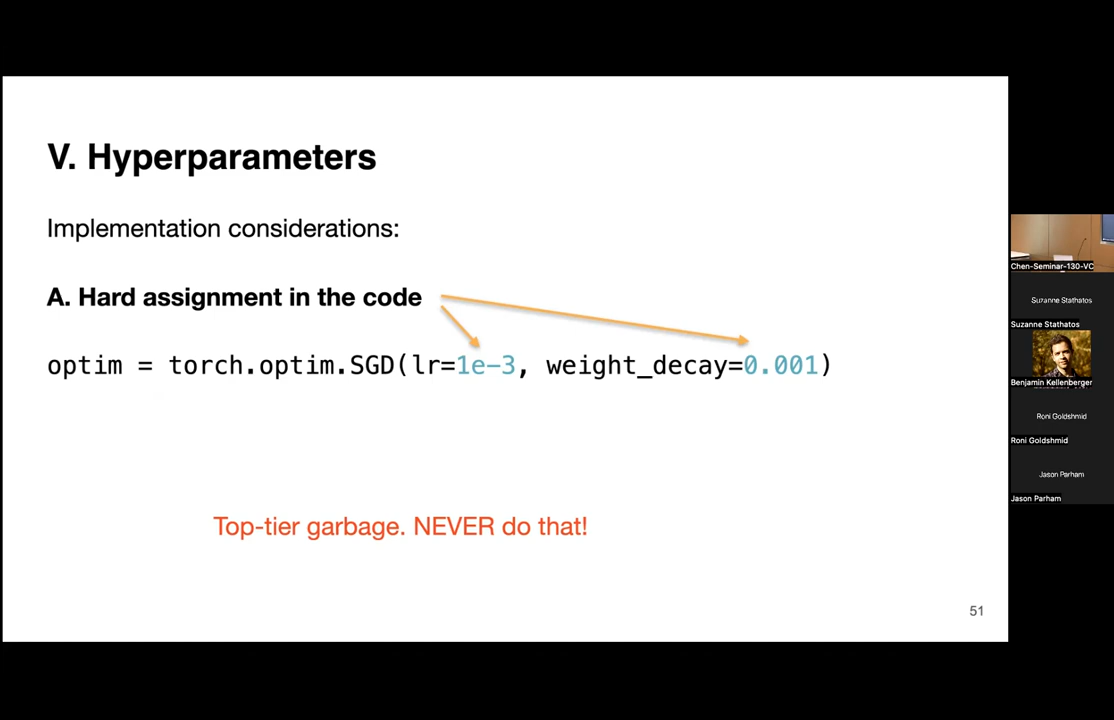 V. Hyperparameters
Implementation considerations:
A. Hard assignment in the code
optim = torch.optim.SGD(lr=1e-3, weight_decay=0.001)
Top-tier garbage. NEVER do that!
51
Chen-Seminar-130-VC
Suzanne Stathatos
Suzanne Stathatos
Benjamin Kellenberger
Roni Goldshmid
Roni Goldshmid
Jason Parham
Jason Parham